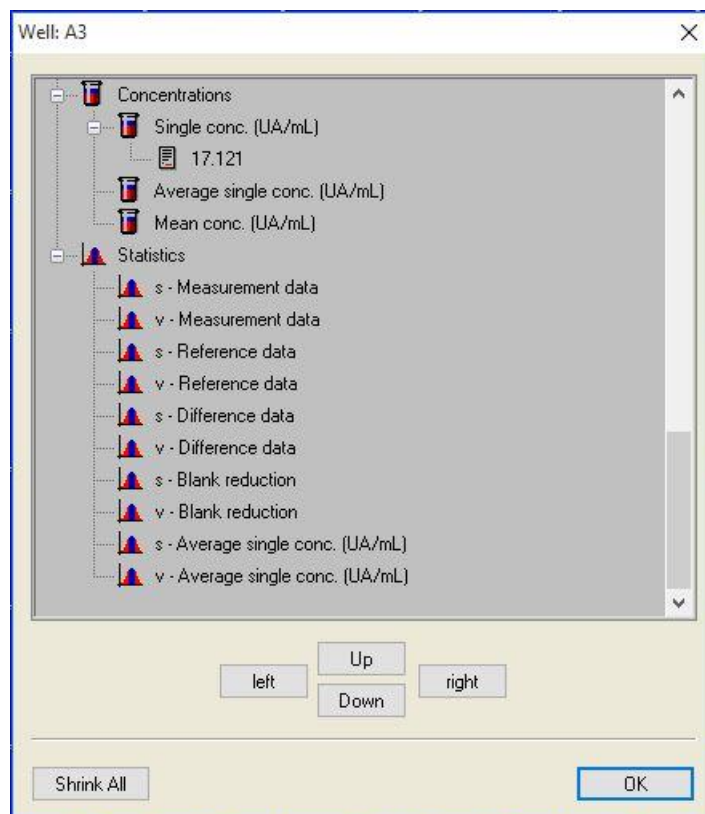 Well: A3
Concentrations
Single conc. (UA/mL)
17.121
Average single conc. (UA/mL)
Mean conc. (UA/mL)
Statistics
s - Measurement data
v - Measurement data
s - Reference data
v - Reference data
s - Difference data
v - Difference data
s - Blank reduction
v - Blank reduction
s - Average single conc. (UA/mL)
v - Average single conc. (UA/mL)
Up
left
right
Down
Shrink All
OK